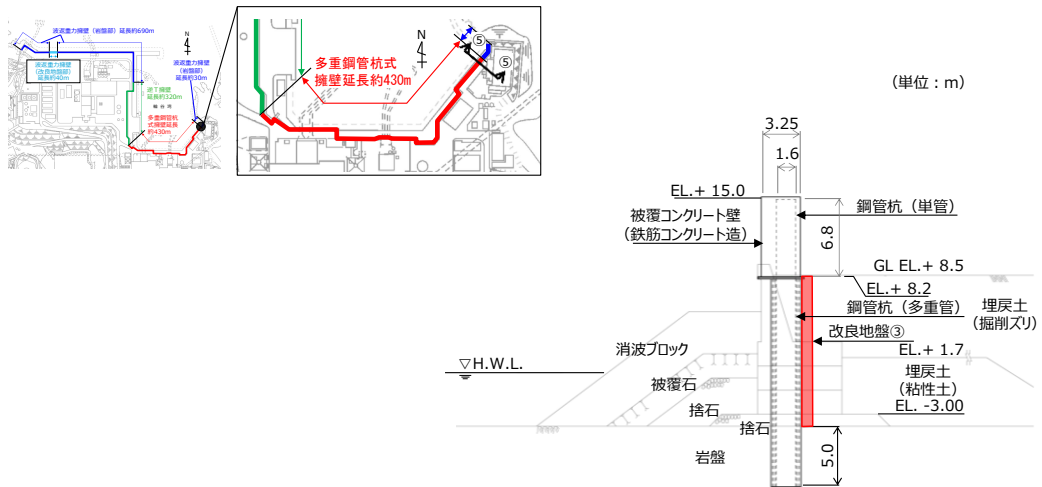 波返重力擁壁(岩盤部)延長約690m
N
波返重力擁壁
(改良地盤部)
延長約40m
波返重力擁壁
(岩盤部)
延長約30m
逆T擁壁
延長約320m
輪谷湾
多重鋼管杭
式擁壁延長
約430m
N
⑤
⑤
多重鋼管杭式
擁壁延長約430m
(単位:m)
3.25
1.6
EL.+ 15.0
被覆コンクリート壁
(鉄筋コンクリート造)
鋼管杭(単管)
6.8
GL EL.+ 8.5
EL.+ 8.2
鋼管杭(多重管)
埋戻土
(掘削ズリ)
改良地盤③
消波ブロック
EL.+ 1.7
▽H.W.L.
埋戻土
(粘性土)
被覆石
EL. -3.00
捨石
捨石
岩盤
5.0